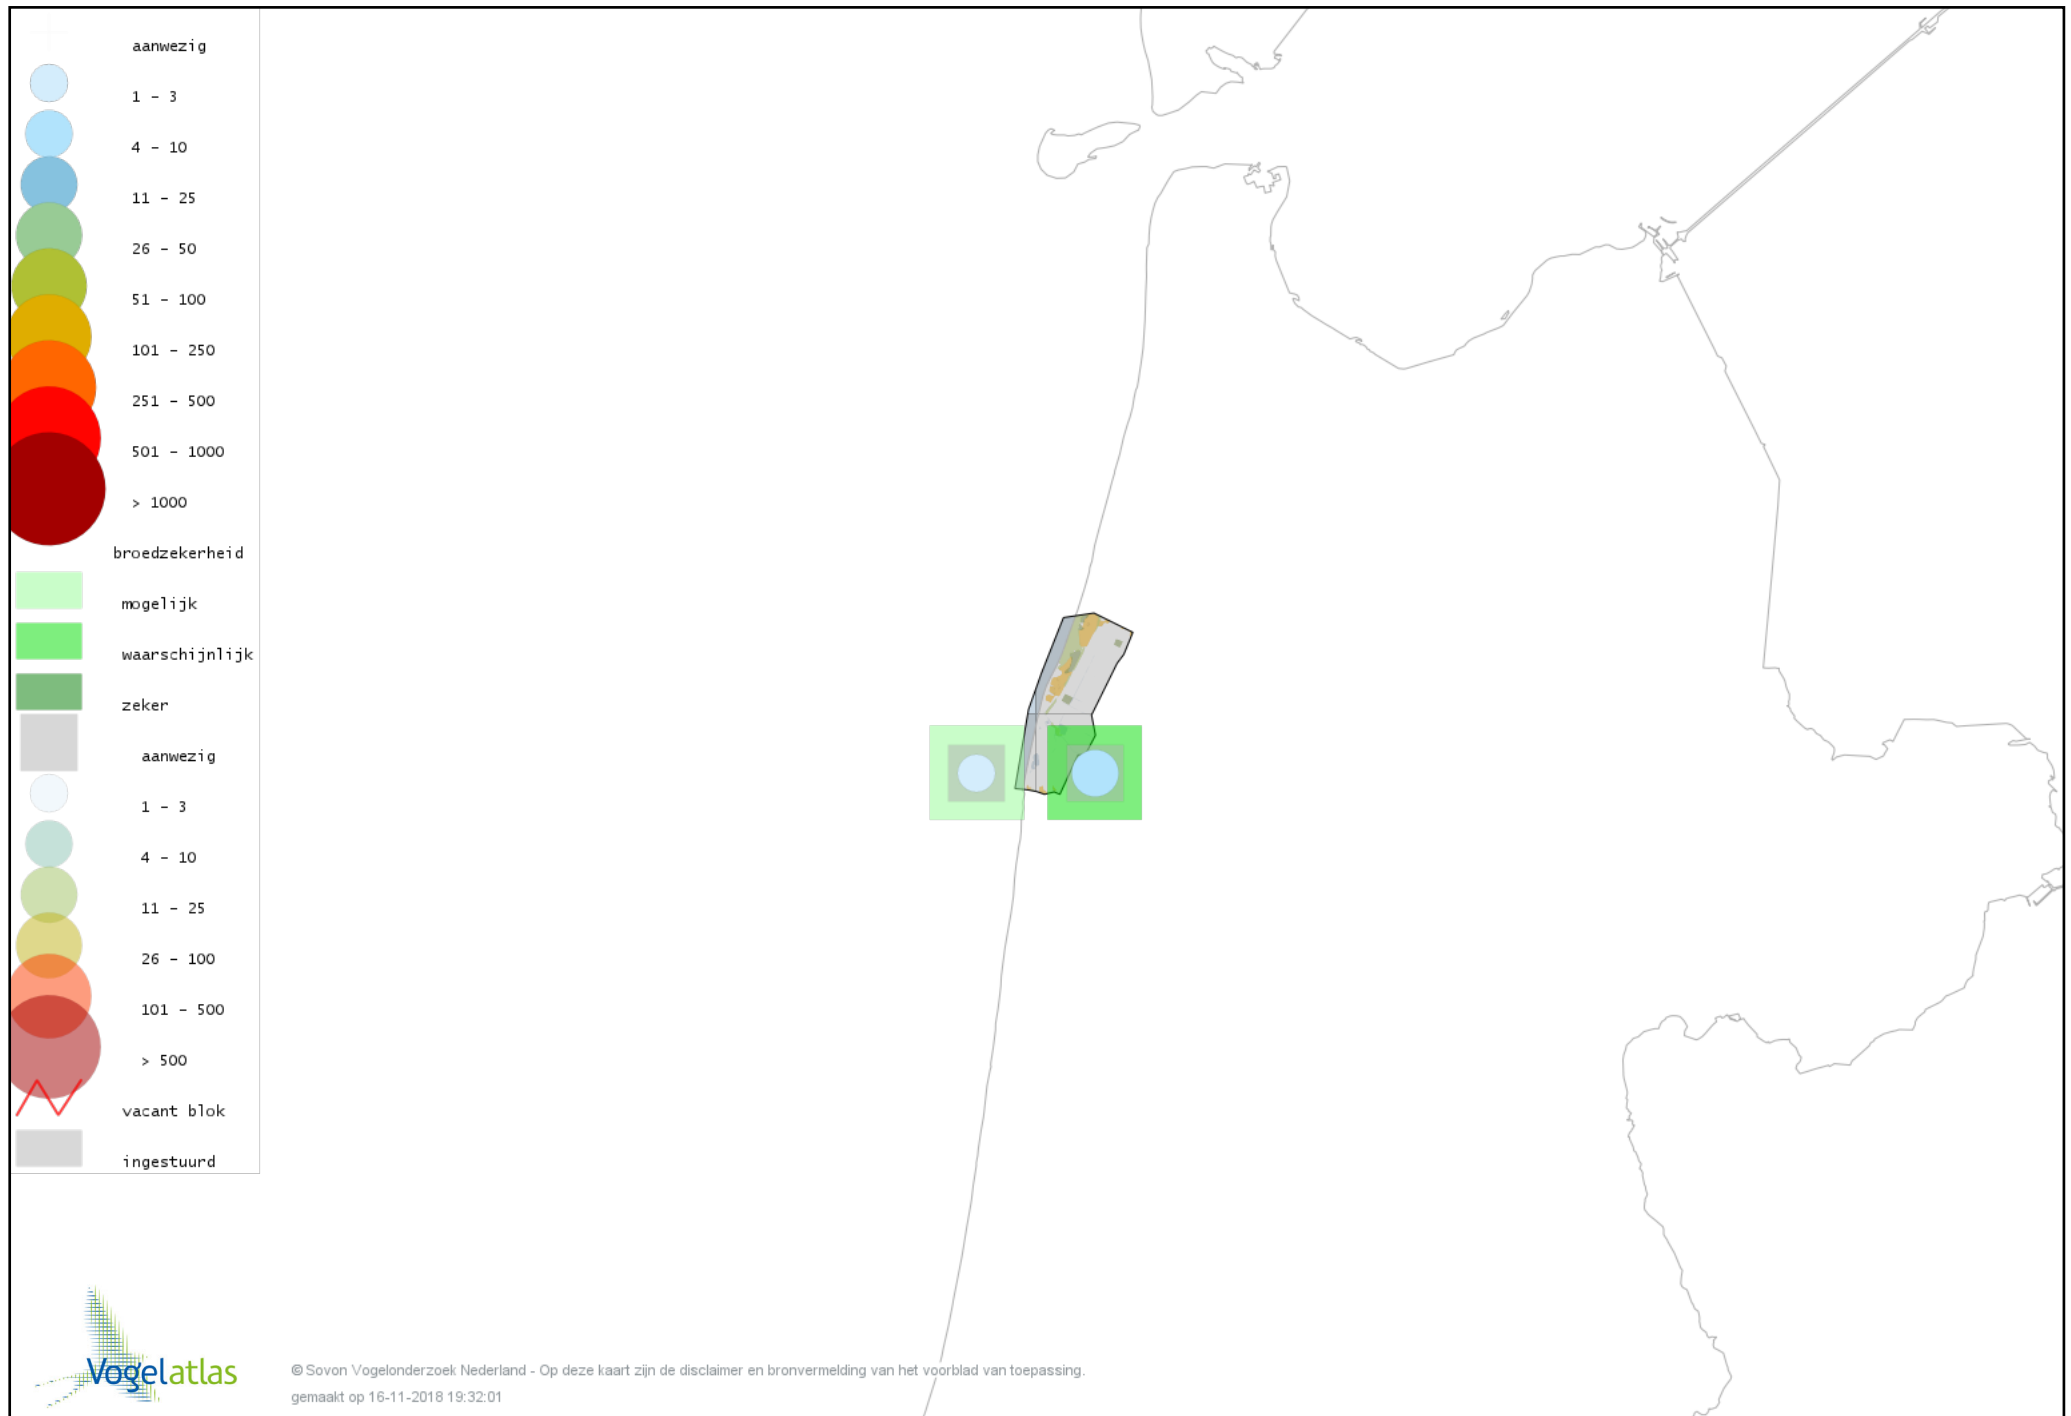 aanwezig
1 - 3
4 - 10
11 - 25
26 - 50
51 - 100
101 - 250
251 - 500
501 - 1000
> 1000
broedzekerheid
mogelijk
waarschijnlijk
zeker
aanwezig
1 - 3
4 - 10
11 - 25
26 - 100
101 - 500
> 500
vacant blok
ingestuurd
Vogelatlas
© Sovon Vogelonderzoek Nederland - Op deze kaart zijn de disclaimer en bronvermelding van het voorblad van toepassing.
gemaakt op 16-11-2018 19:32:01